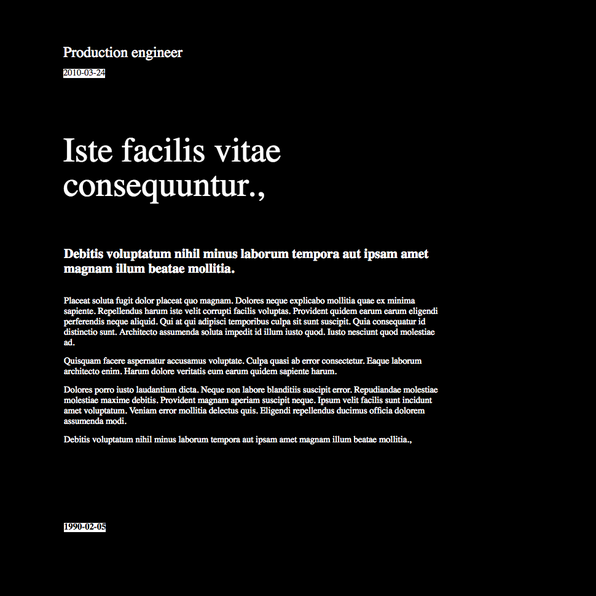 Production engineer
2010-03-24
Iste facilis vitae
consequuntur.,
Debitis voluptatum nihil minus laborum tempora aut ipsam amet
magnam illum beatae mollitia.
Placeat soluta fugit dolor placeat quo magnam. Dolores neque explicabo mollitia quae ex minima
sapiente. Repellendus harum iste velit corrupti facilis voluptas. Provident quidem earum earum eligendi
perferendis neque aliquid. Qui at qui adipisci temporibus culpa sit sunt suscipit. Quia consequatur id
distinctio sunt. Architecto assumenda soluta impedit id illum iusto quod. Iusto nesciunt quod molestiae
ad.
Quisquam facere aspernatur accusamus voluptate. Culpa quasi ab error consectetur. Eaque laborum
architecto enim. Harum dolore veritatis eum earum quidem sapiente harum.
Dolores porro iusto laudantium dicta. Neque non labore blanditiis suscipit error. Repudiandae molestiae
molestiae maxime debitis. Provident magnam aperiam suscipit neque. Ipsum velit facilis sunt incidunt
amet voluptatum. Veniam error mollitia delectus quis. Eligendi repellendus ducimus officia dolorem
assumenda modi.
Debitis voluptatum nihil minus laborum tempora aut ipsam amet magnam illum beatae mollitia.,
1990-02-05